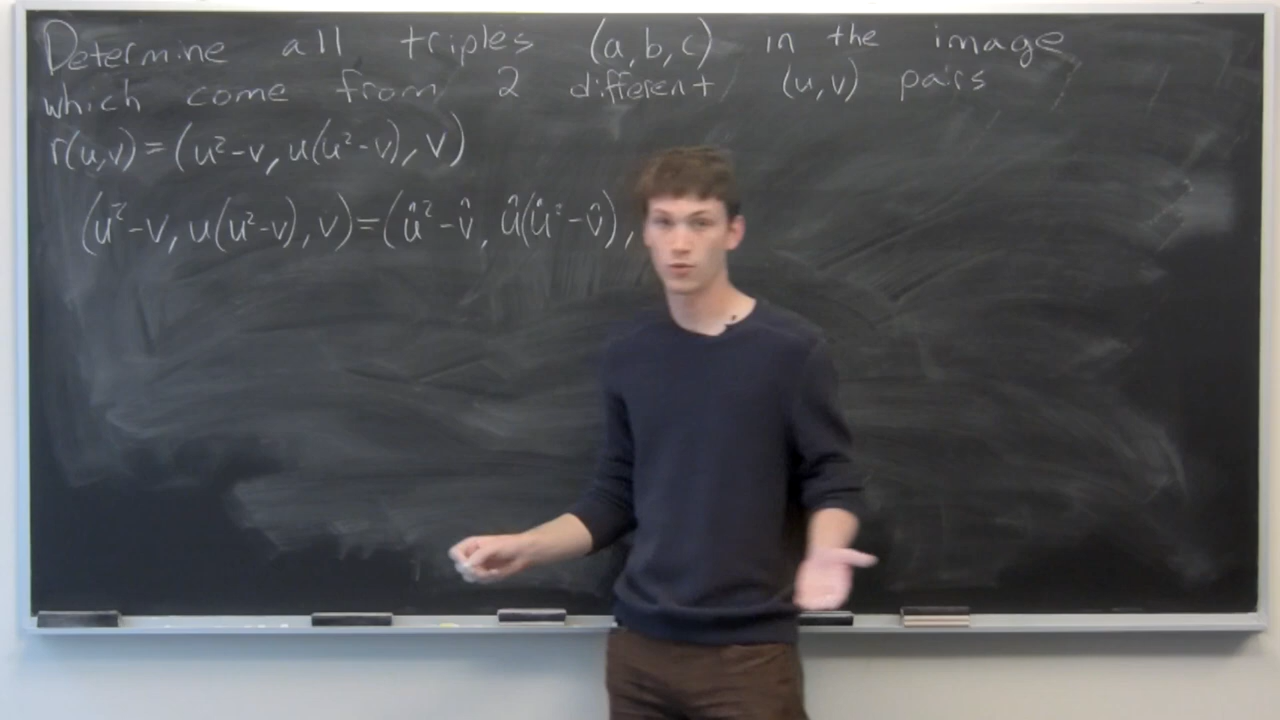 Determine all triples (a,b,c) in the image
which come from 2 different (u,v) pairs
r(u,v)=(u²-v, u(u²-v), v)
(u²-v, u(u²-v), v)=(û²-v̂, û(û²-v̂),